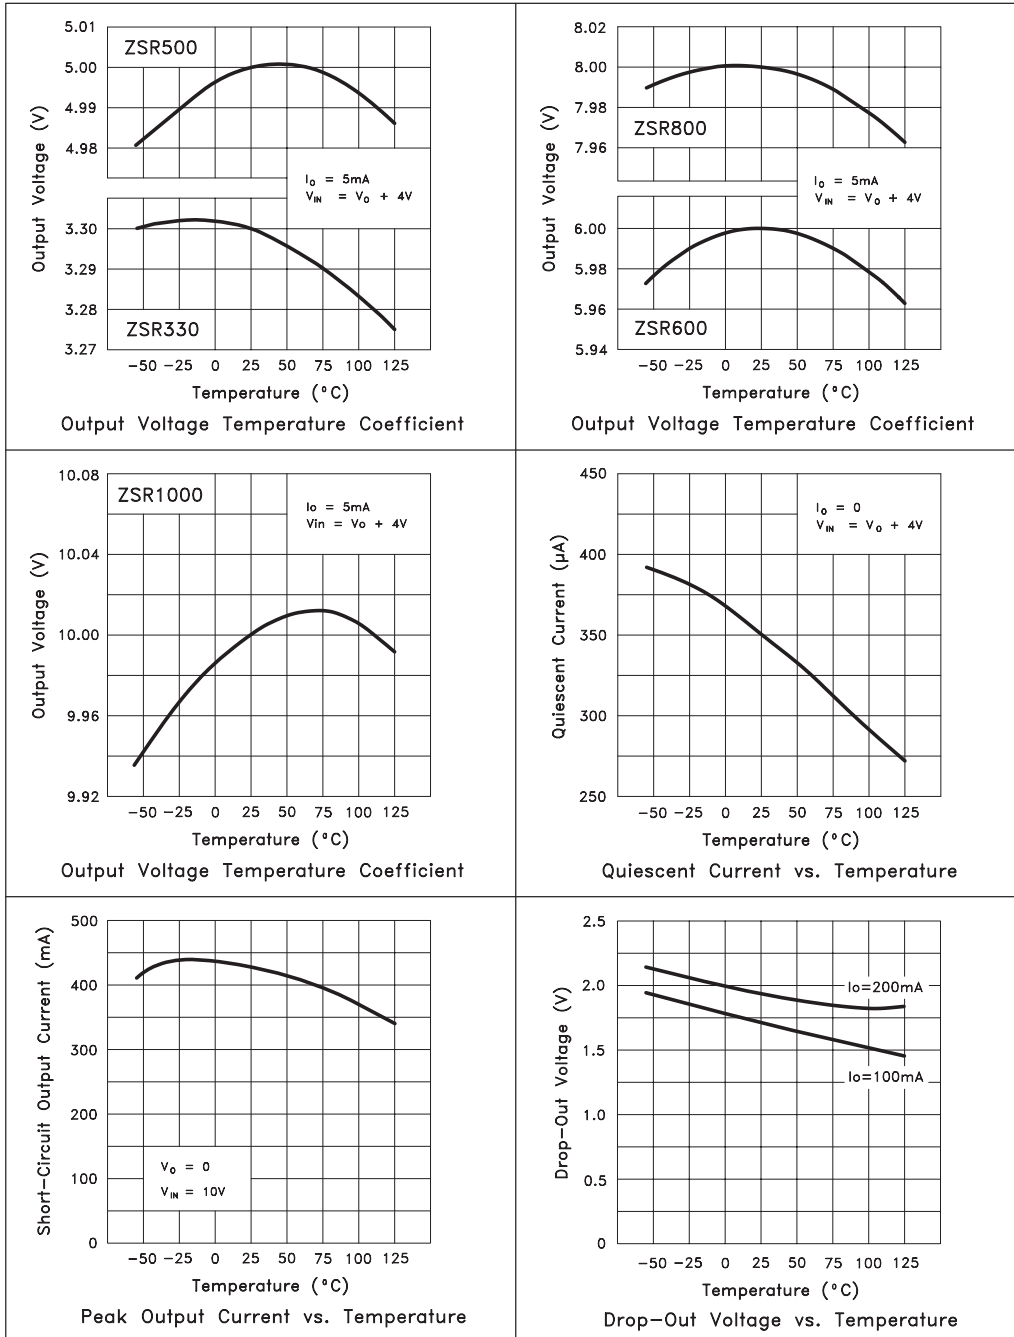 5.01
ZSR500
5.00
4.99
4.98
I₀ = 5mA
V_IN = V₀ + 4V
3.30
3.29
3.28
ZSR330
3.27
Output Voltage (V)
Output Voltage (V)
−50 −25 0 25 50 75 100 125
Temperature (°C)
Output Voltage Temperature Coefficient
8.02
8.00
7.98
ZSR800
7.96
I₀ = 5mA
V_IN = V₀ + 4V
6.00
5.98
5.96
ZSR600
5.94
Output Voltage (V)
Output Voltage (V)
−50 −25 0 25 50 75 100 125
Temperature (°C)
Output Voltage Temperature Coefficient
10.08
ZSR1000
Io = 5mA
Vin = Vo + 4V
10.04
10.00
9.96
9.92
Output Voltage (V)
−50 −25 0 25 50 75 100 125
Temperature (°C)
Output Voltage Temperature Coefficient
450
I₀ = 0
V_IN = V₀ + 4V
400
350
300
250
Quiescent Current (µA)
−50 −25 0 25 50 75 100 125
Temperature (°C)
Quiescent Current vs. Temperature
500
400
300
200
V₀ = 0
100
V_IN = 10V
0
Short−Circuit Output Current (mA)
−50 −25 0 25 50 75 100 125
Temperature (°C)
Peak Output Current vs. Temperature
2.5
2.0
Io=200mA
1.5
Io=100mA
1.0
0.5
0
Drop−Out Voltage (V)
−50 −25 0 25 50 75 100 125
Temperature (°C)
Drop−Out Voltage vs. Temperature